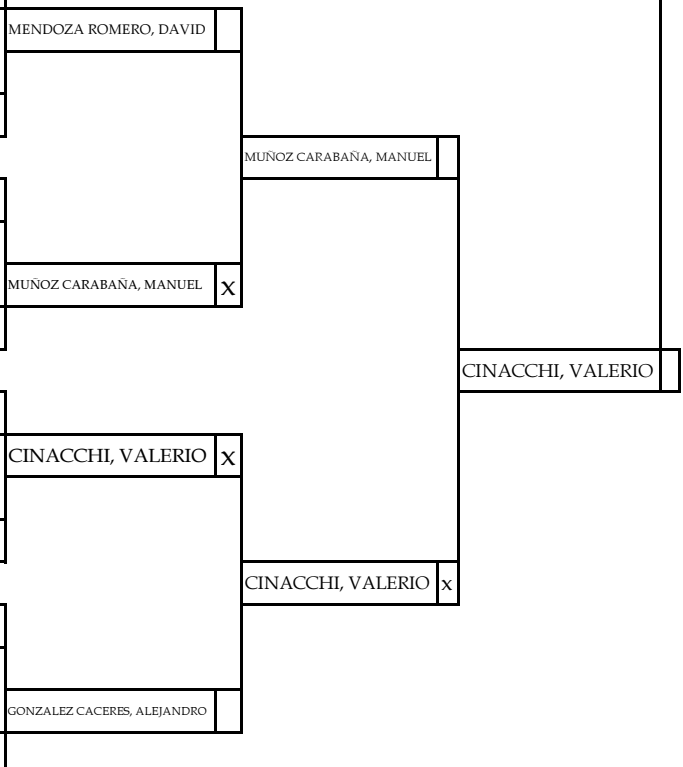 MENDOZA ROMERO, DAVID
MUÑOZ CARABAÑA, MANUEL
MUÑOZ CARABAÑA, MANUEL x
CINACCHI, VALERIO
CINACCHI, VALERIO x
CINACCHI, VALERIO x
GONZALEZ CACERES, ALEJANDRO